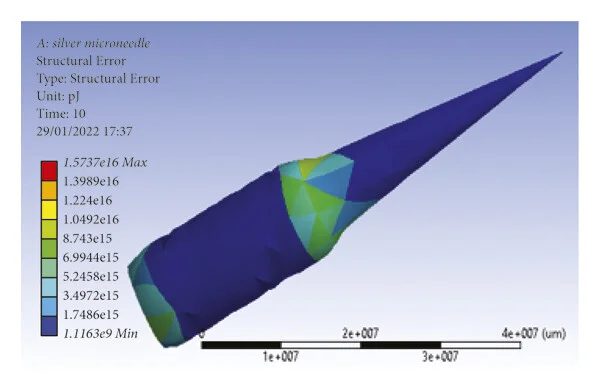 A: silver microneedle
Structural Error
Type: Structural Error
Unit: pJ
Time: 10
29/01/2022 17:37
1.5737e16 Max
1.3989e16
1.224e16
1.0492e16
8.743e15
6.9944e15
5.2458e15
3.4972e15
1.7486e15
1.1163e9 Min
0 2e+007 4e+007 (um)
1e+007 3e+007